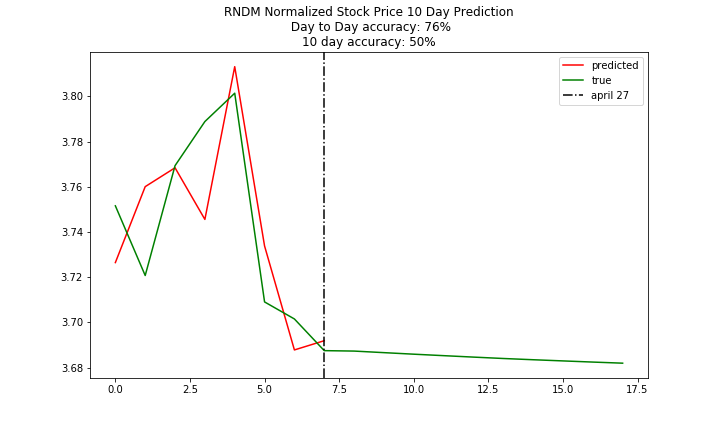 RNDM Normalized Stock Price 10 Day Prediction
Day to Day accuracy: 76%
10 day accuracy: 50%
predicted
true
april 27
3.80
3.78
3.76
3.74
3.72
3.70
3.68
0.0 2.5 5.0 7.5 10.0 12.5 15.0 17.5